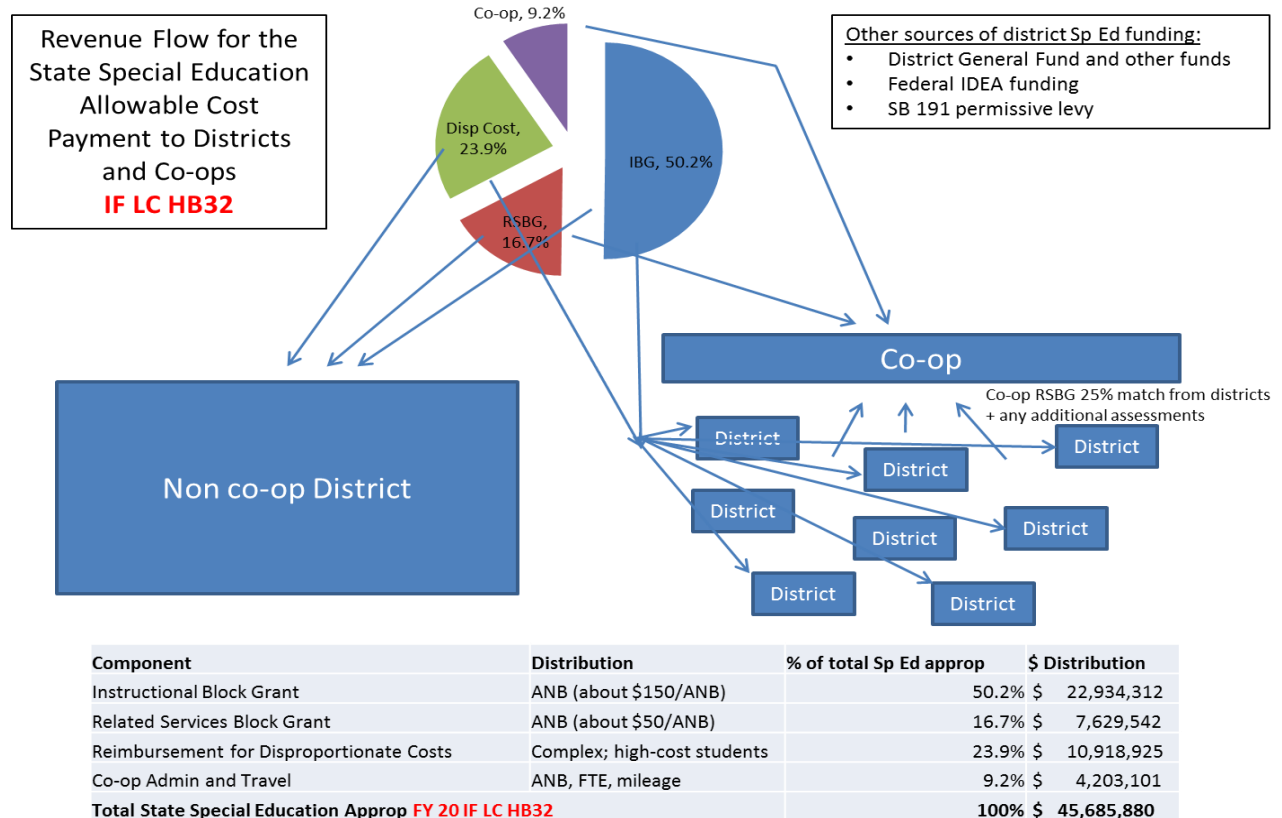 Revenue Flow for the
State Special Education
Allowable Cost
Payment to Districts
and Co-ops
IF LC HB32
Co-op, 9.2%
Disp Cost,
23.9%
IBG, 50.2%
RSBG,
16.7%
Other sources of district Sp Ed funding:
• District General Fund and other funds
• Federal IDEA funding
• SB 191 permissive levy
Co-op
Co-op RSBG 25% match from districts
+ any additional assessments
Non co-op District
District
District
District
District
District
District
District
District
Component Distribution % of total Sp Ed approp $ Distribution
Instructional Block Grant ANB (about $150/ANB) 50.2% $ 22,934,312
Related Services Block Grant ANB (about $50/ANB) 16.7% $ 7,629,542
Reimbursement for Disproportionate Costs Complex; high-cost students 23.9% $ 10,918,925
Co-op Admin and Travel ANB, FTE, mileage 9.2% $ 4,203,101
Total State Special Education Approp FY 20 IF LC HB32 100% $ 45,685,880